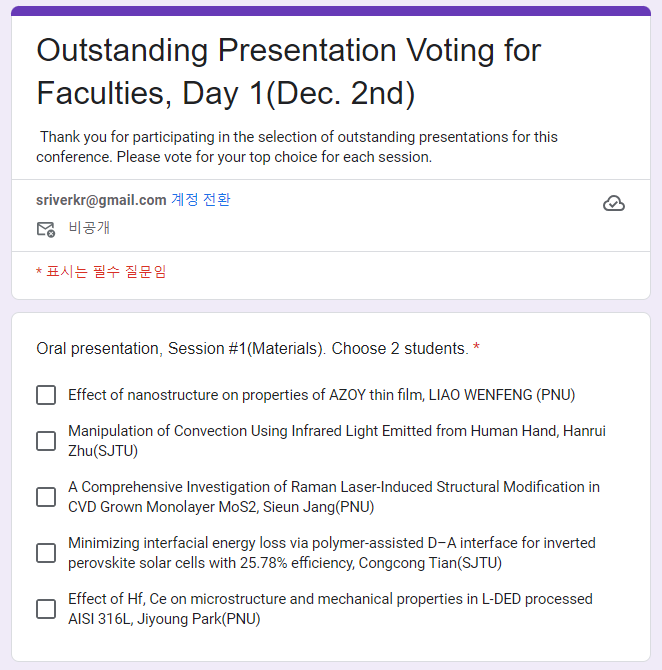 Outstanding Presentation Voting for
Faculties, Day 1(Dec. 2nd)
Thank you for participating in the selection of outstanding presentations for this
conference. Please vote for your top choice for each session.
sriverkr@gmail.com 계정 전환
비공개
* 표시는 필수 질문임
Oral presentation, Session #1(Materials). Choose 2 students. *
Effect of nanostructure on properties of AZOY thin film, LIAO WENFENG (PNU)
Manipulation of Convection Using Infrared Light Emitted from Human Hand, Hanrui
Zhu(SJTU)
A Comprehensive Investigation of Raman Laser-Induced Structural Modification in
CVD Grown Monolayer MoS2, Sieun Jang(PNU)
Minimizing interfacial energy loss via polymer-assisted D–A interface for inverted
perovskite solar cells with 25.78% efficiency, Congcong Tian(SJTU)
Effect of Hf, Ce on microstructure and mechanical properties in L-DED processed
AISI 316L, Jiyoung Park(PNU)